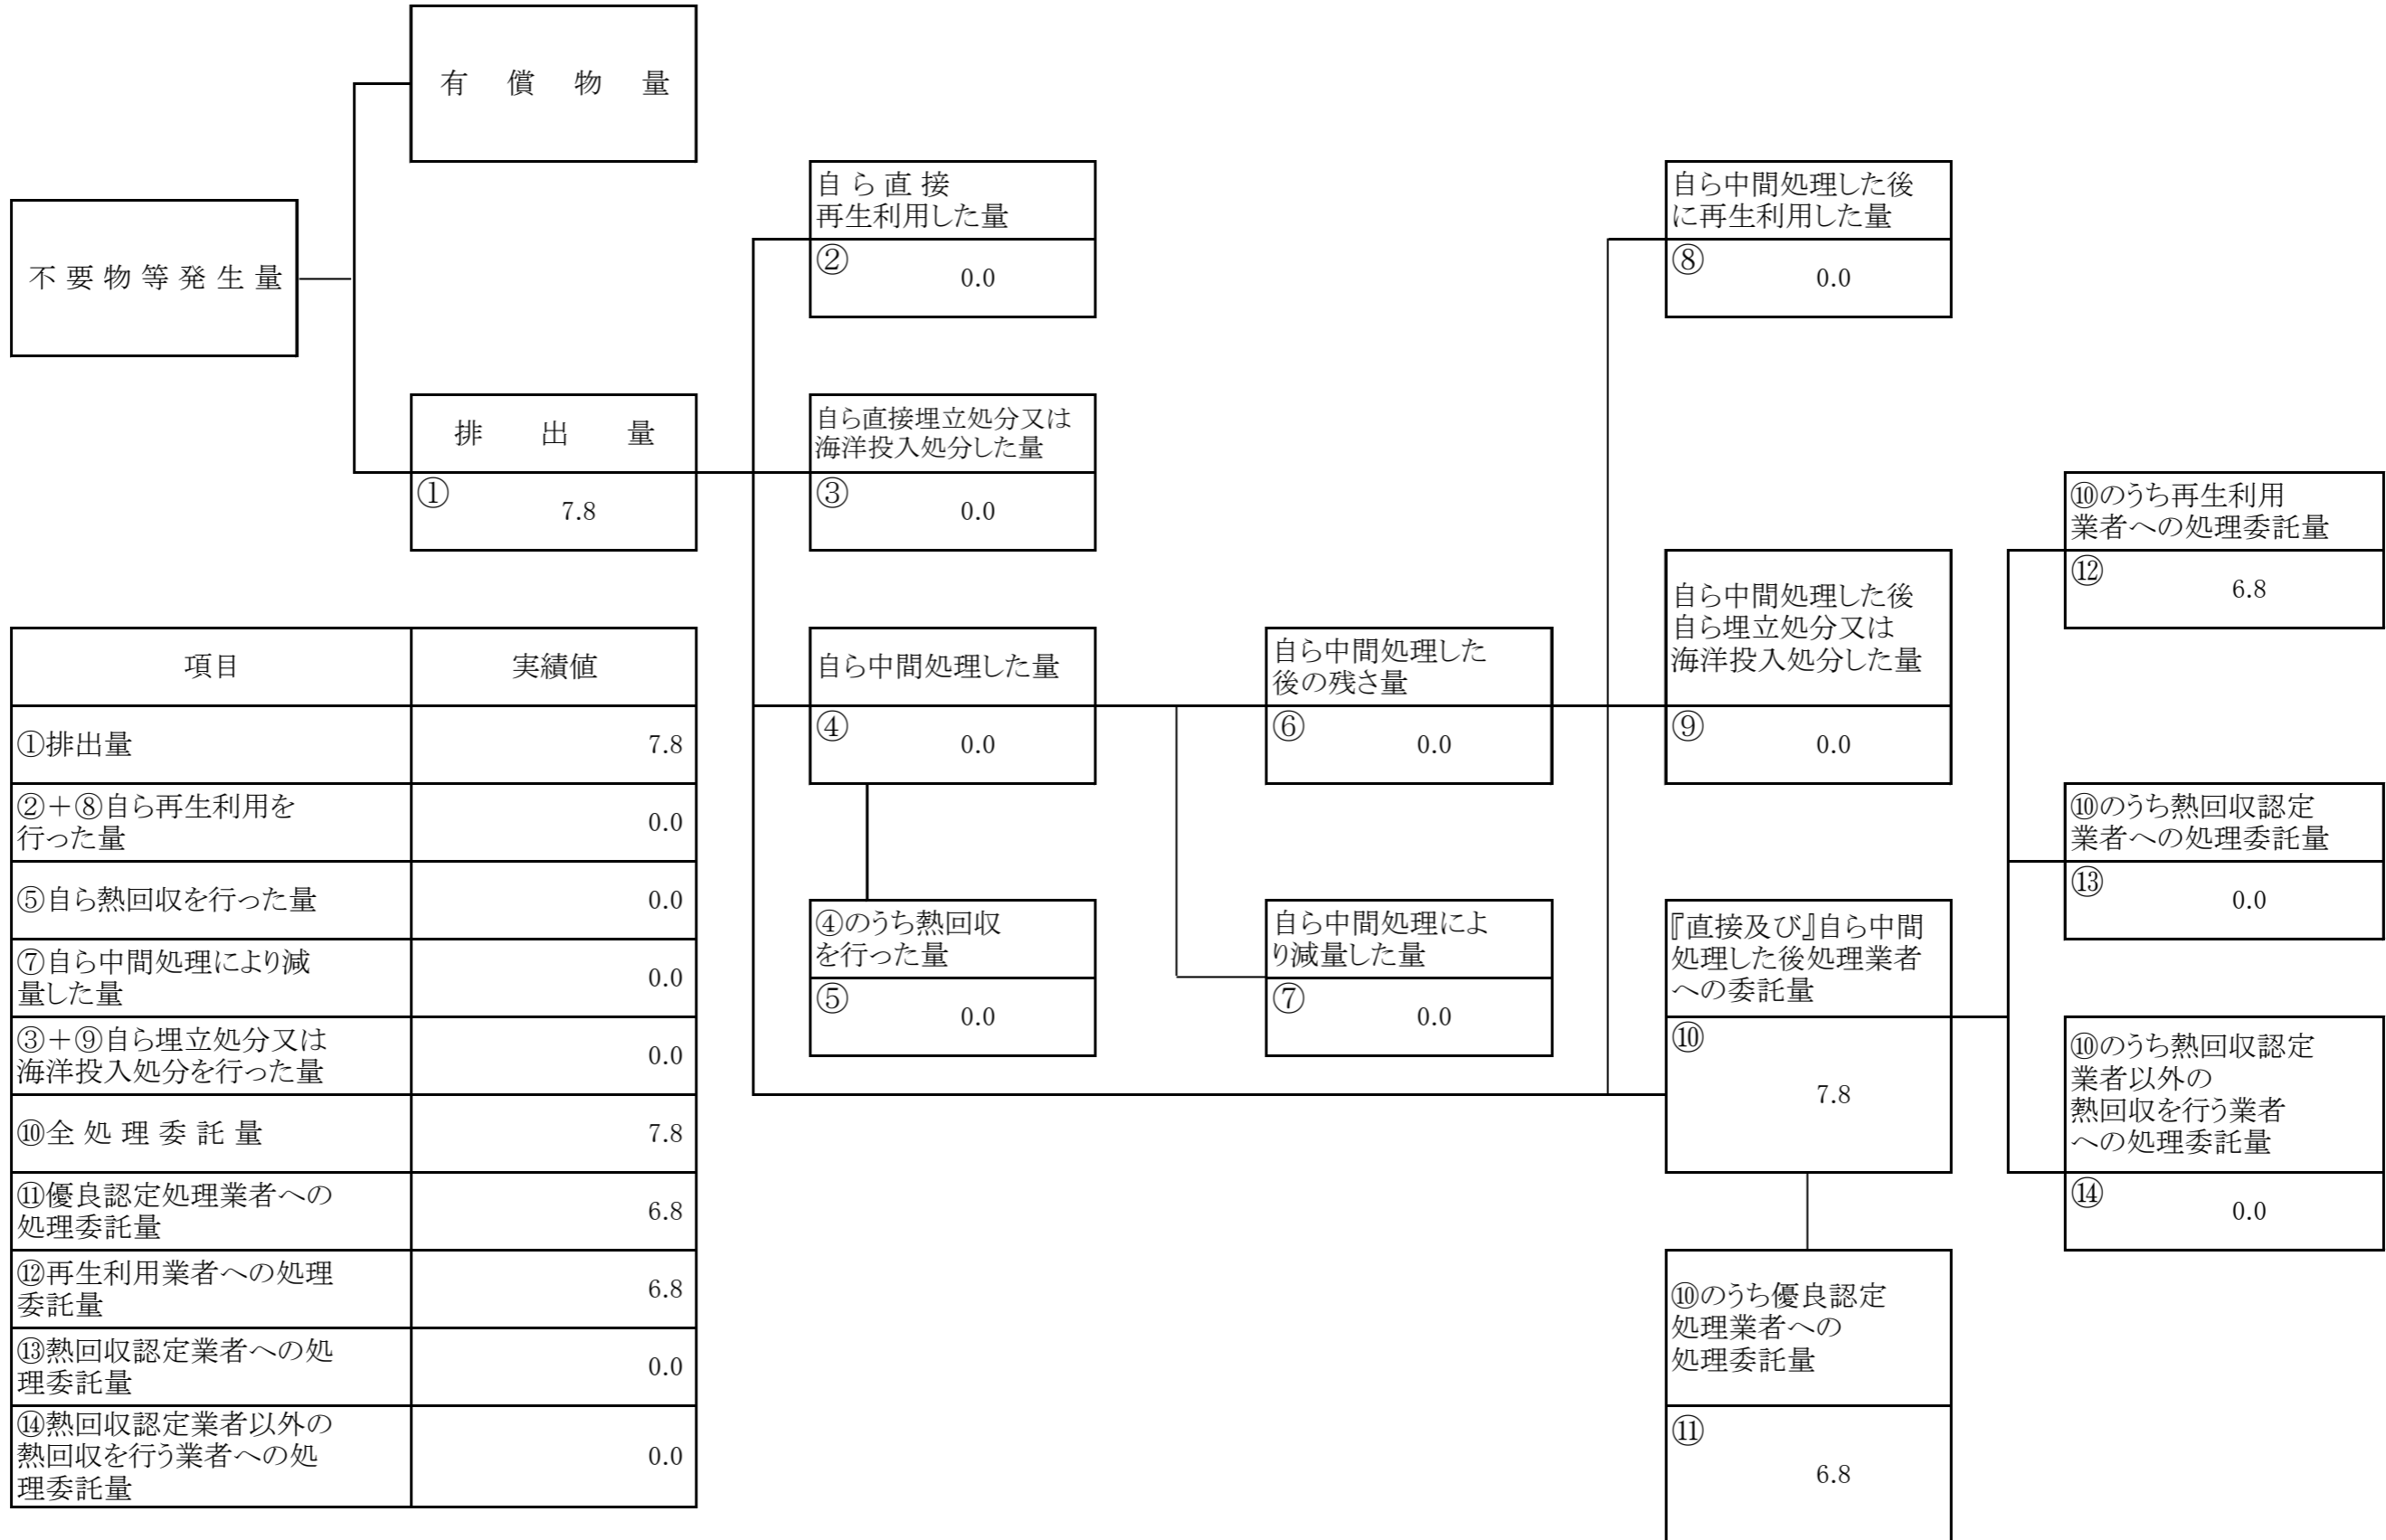 有償物量
不要物等発生量
排出量
①
7.8
自ら直接
再生利用した量
②
0.0
自ら直接埋立処分又は
海洋投入処分した量
③
0.0
自ら中間処理した量
④
0.0
④のうち熱回収
を行った量
⑤
0.0
自ら中間処理した
後の残さ量
⑥
0.0
自ら中間処理によ
り減量した量
⑦
0.0
自ら中間処理した後
に再生利用した量
⑧
0.0
自ら中間処理した後
自ら埋立処分又は
海洋投入処分した量
⑨
0.0
『直接及び』自ら中間
処理した後処理業者
への委託量
⑩
7.8
⑩のうち優良認定
処理業者への
処理委託量
⑪
6.8
⑩のうち再生利用
業者への処理委託量
⑫
6.8
⑩のうち熱回収認定
業者への処理委託量
⑬
0.0
⑩のうち熱回収認定
業者以外の
熱回収を行う業者
への処理委託量
⑭
0.0
項目 実績値
①排出量 7.8
②＋⑧自ら再生利用を
行った量 0.0
⑤自ら熱回収を行った量 0.0
⑦自ら中間処理により減
量した量 0.0
③＋⑨自ら埋立処分又は
海洋投入処分を行った量 0.0
⑩全処理委託量 7.8
⑪優良認定処理業者への
処理委託量 6.8
⑫再生利用業者への処理
委託量 6.8
⑬熱回収認定業者への処
理委託量 0.0
⑭熱回収認定業者以外の
熱回収を行う業者への処
理委託量 0.0